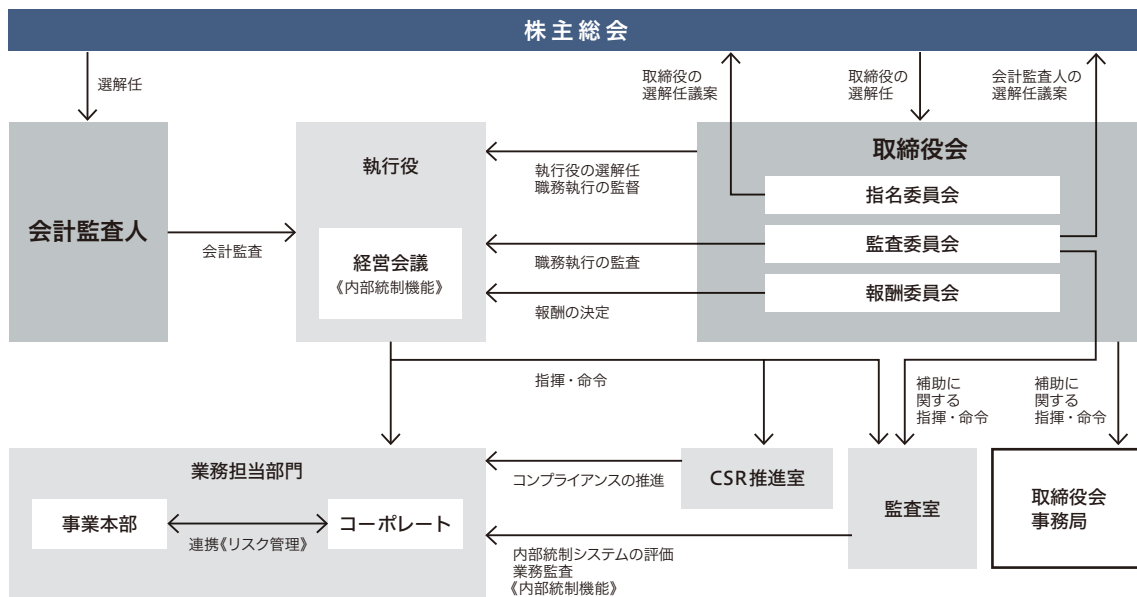 株主総会
選解任
取締役の
選解任議案
取締役の
選解任
会計監査人の
選解任議案
会計監査人
会計監査
執行役
経営会議
《内部統制機能》
執行役の選解任
職務執行の監督
職務執行の監査
報酬の決定
取締役会
指名委員会
監査委員会
報酬委員会
指揮・命令
補助に
関する
指揮・命令
補助に
関する
指揮・命令
業務担当部門
事業本部
連携《リスク管理》
コーポレート
コンプライアンスの推進
CSR推進室
内部統制システムの評価
業務監査
《内部統制機能》
監査室
取締役会
事務局